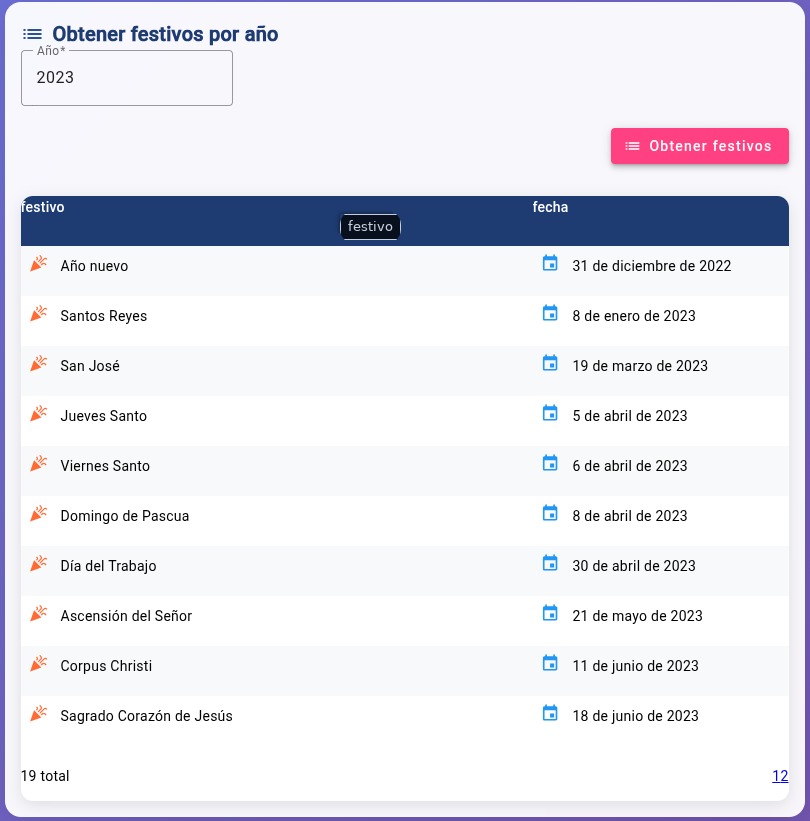 Obtener festivos por año
Año*
2023
Obtener festivos
festivo fecha
festivo
Año nuevo 31 de diciembre de 2022
Santos Reyes 8 de enero de 2023
San José 19 de marzo de 2023
Jueves Santo 5 de abril de 2023
Viernes Santo 6 de abril de 2023
Domingo de Pascua 8 de abril de 2023
Día del Trabajo 30 de abril de 2023
Ascensión del Señor 21 de mayo de 2023
Corpus Christi 11 de junio de 2023
Sagrado Corazón de Jesús 18 de junio de 2023
19 total 12